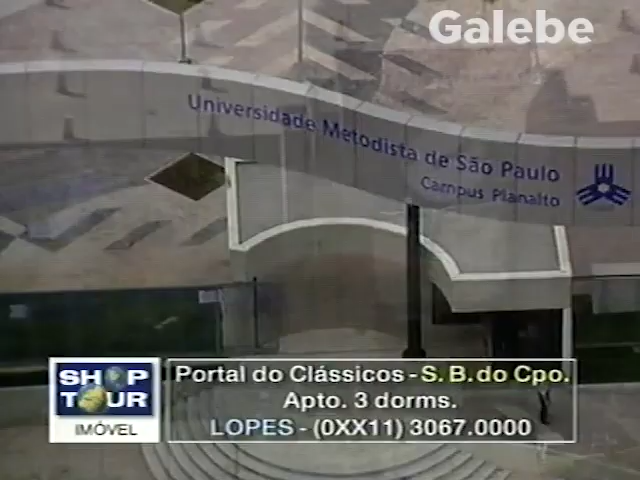 Galebe
Universidade Metodista de São Paulo
Campus Planalto
SHOP
TOUR
IMÓVEL
Portal do Clássicos - S. B. do Cpo.
Apto. 3 dorms.
LOPES - (0XX11) 3067.0000